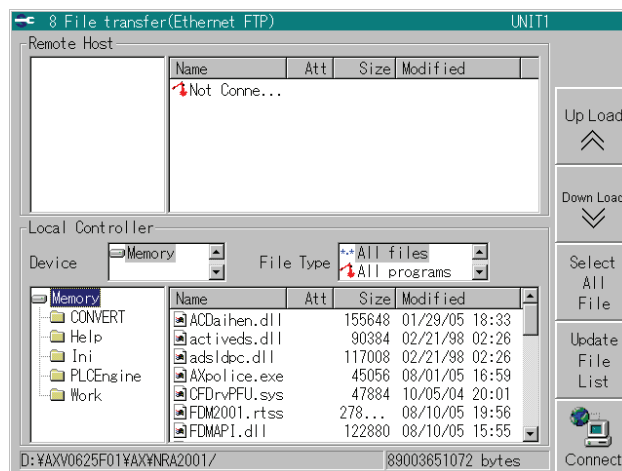 8 File transfer(Ethernet FTP) UNIT1
Remote Host
Name Att Size Modified
Not Conne...
Up Load
Down Load
Local Controller
Device Memory File Type *.* All files
All programs
Select All File
Memory
CONVERT
Help
Ini
PLCEngine
Work
Name Att Size Modified
ACDaihen.dll 155648 01/29/05 18:33
activeds.dll 90384 02/21/98 02:26
adsldpc.dll 117008 02/21/98 02:26
AXpolice.exe 45056 08/01/05 16:59
CFDrvPFU.sys 47884 10/05/04 20:01
FDM2001.rtss 278... 08/10/05 19:56
FDMAPI.dll 122880 08/10/05 15:55
Update File List
Connect
D:¥AXV0625F01¥AX¥NRA2001/ 89003651072 bytes